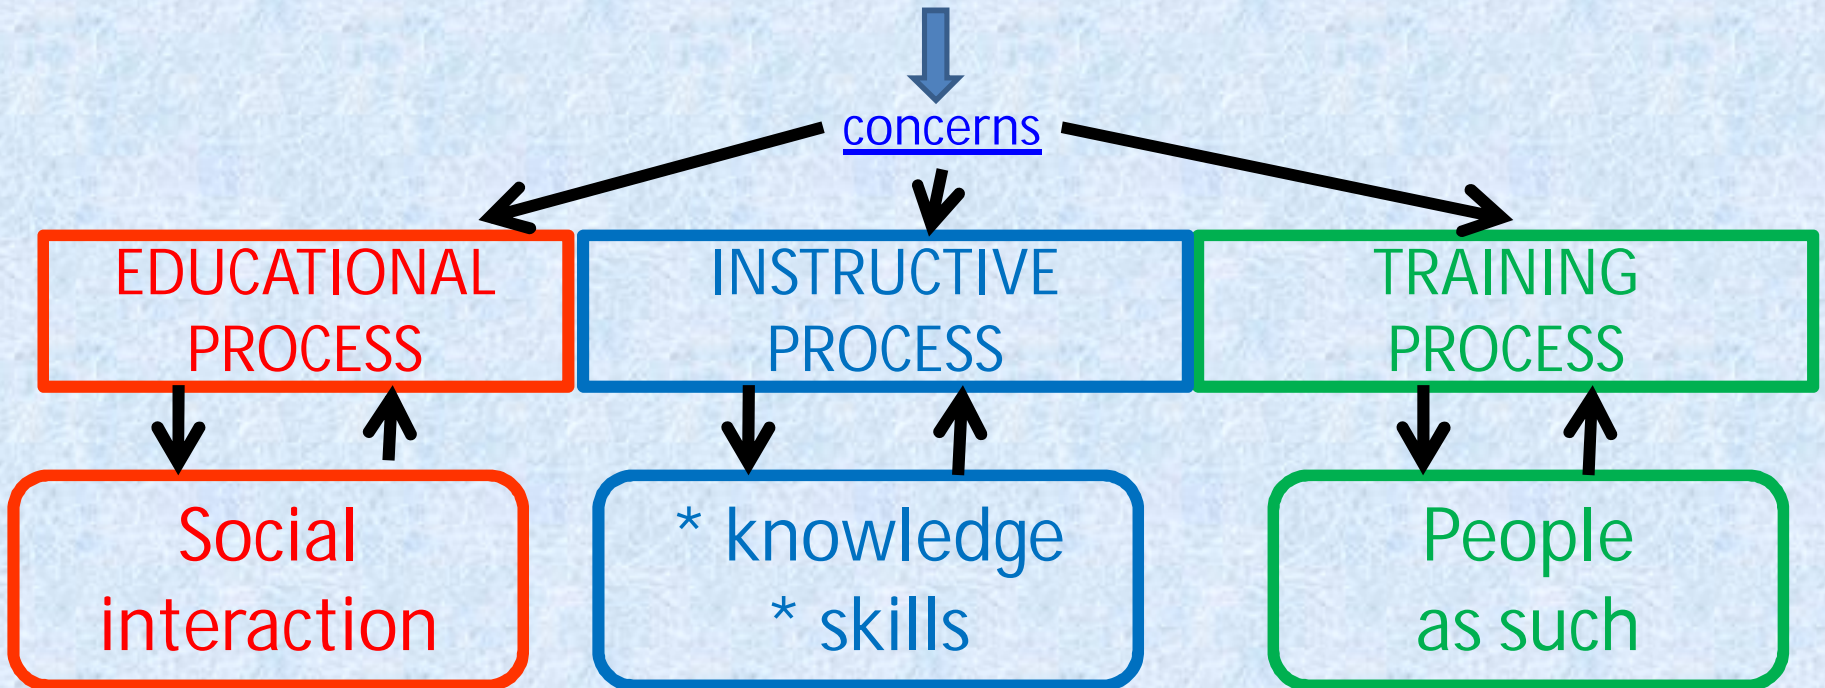 concerns
EDUCATIONAL
PROCESS
INSTRUCTIVE
PROCESS
TRAINING
PROCESS
Social
interaction
* knowledge
* skills
People
as such